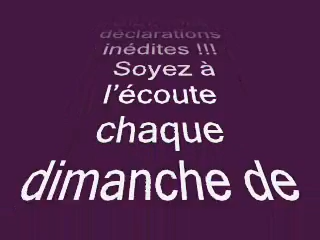 déclarations
inédites !!!
Soyez à
l'écoute
chaque
dimanche de